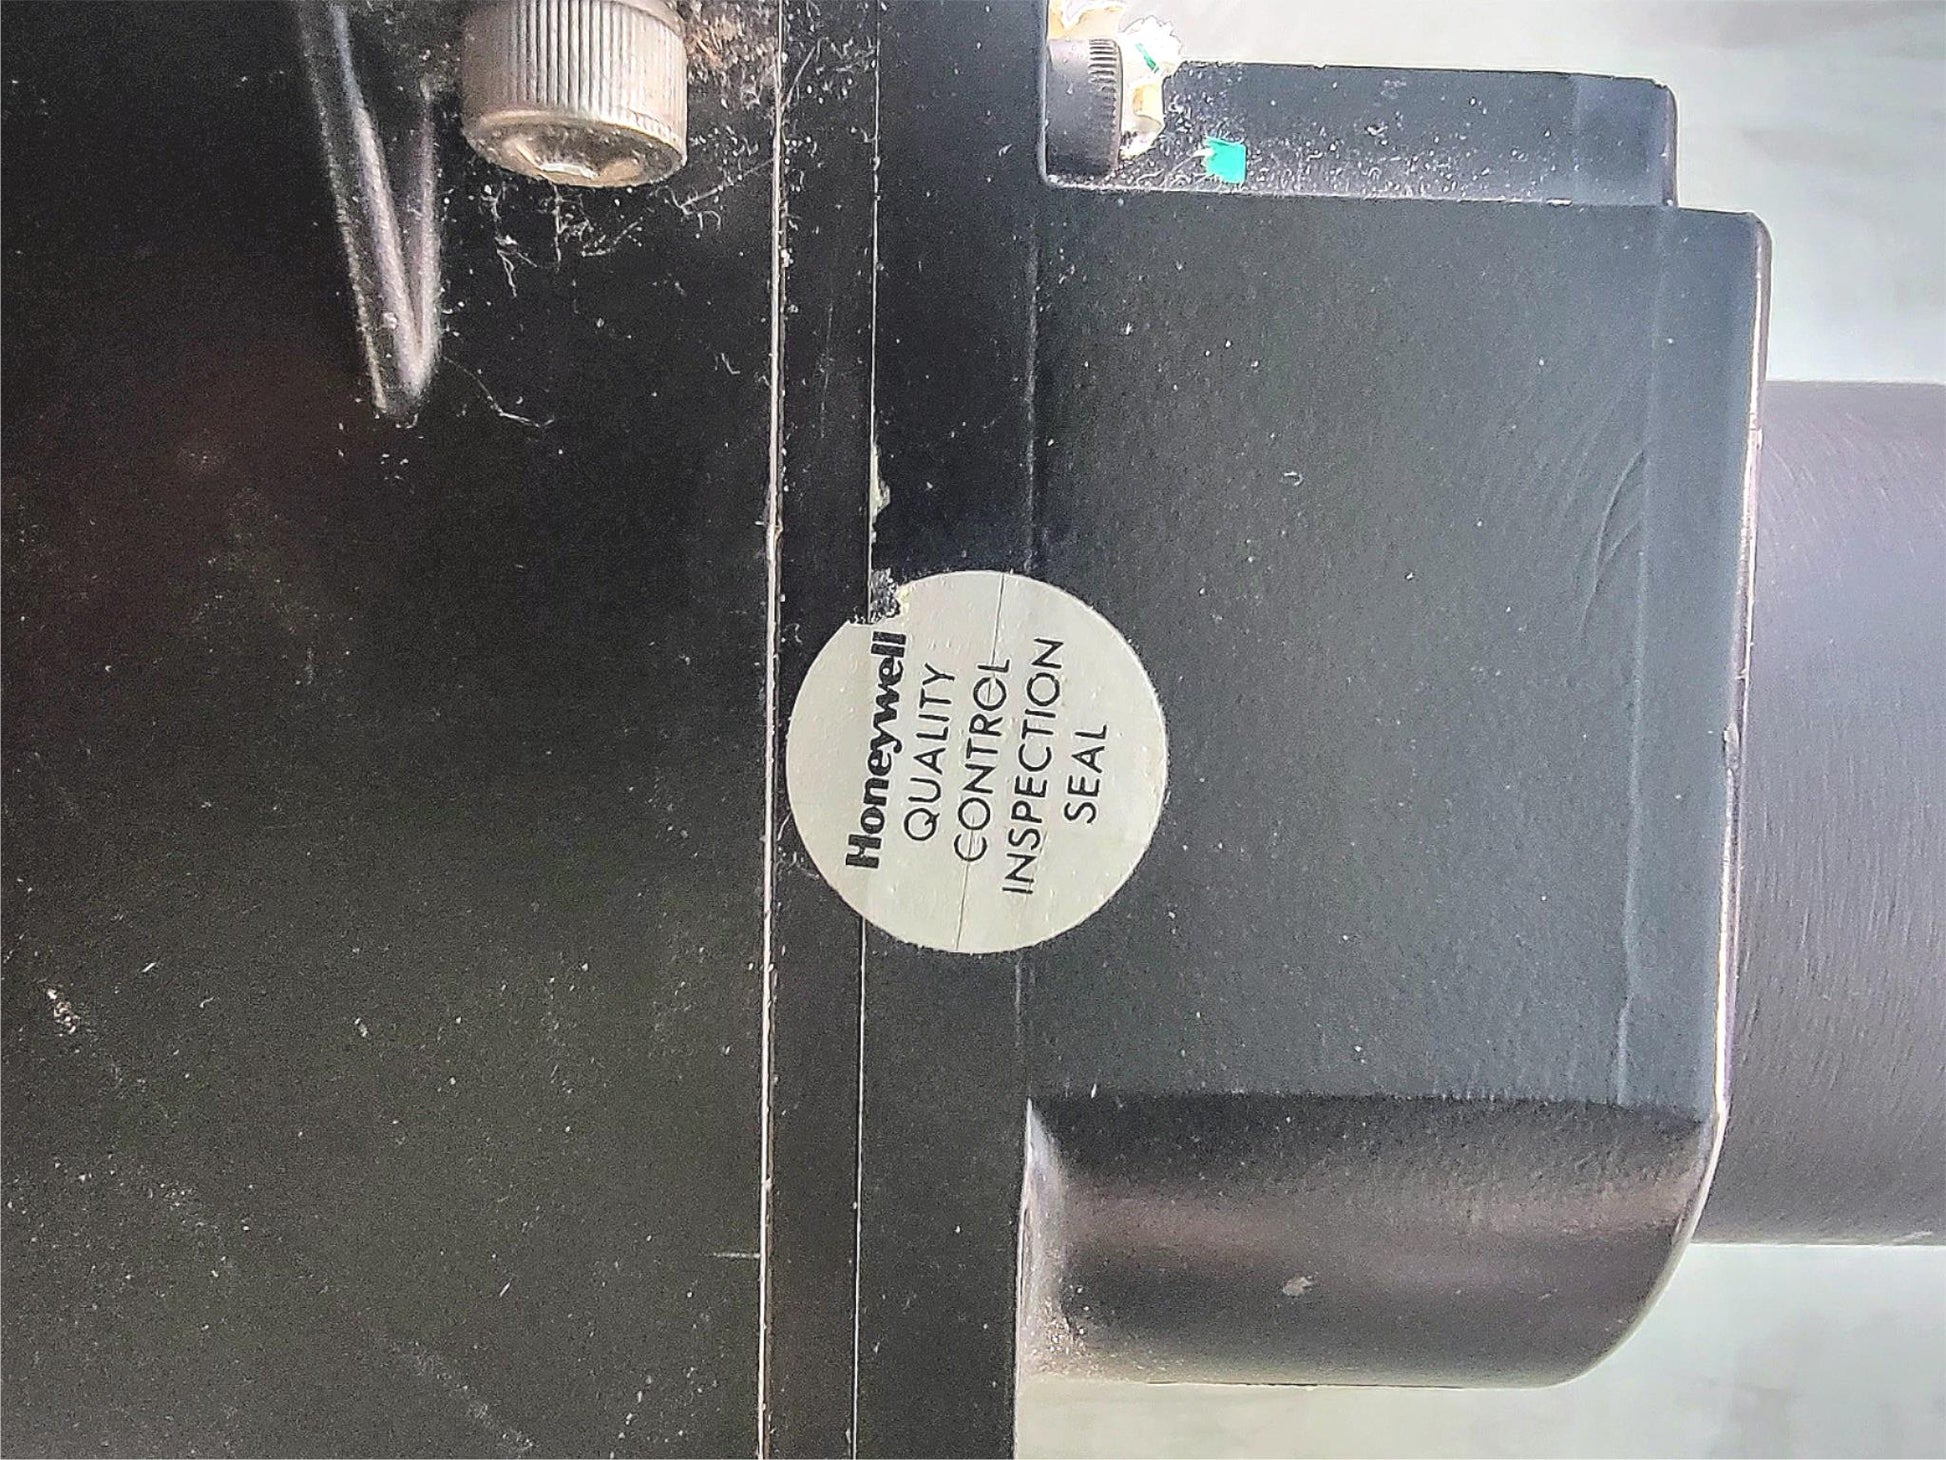 Honeywell
QUALITY
CONTROL
INSPECTION
SEAL